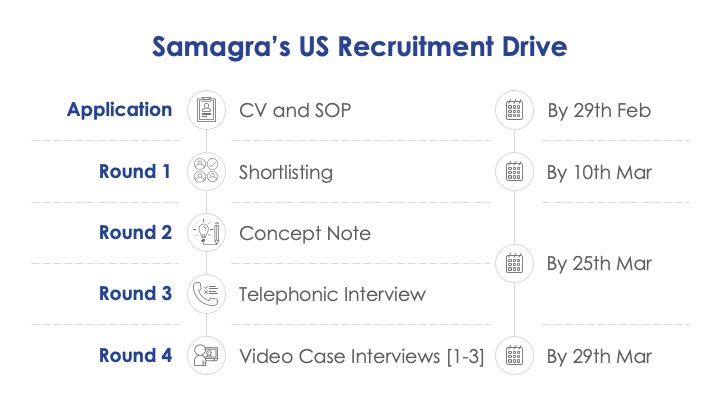 Samagra's US Recruitment Drive
Application CV and SOP By 29th Feb
Round 1 Shortlisting By 10th Mar
Round 2 Concept Note
By 25th Mar
Round 3 Telephonic Interview
Round 4 Video Case Interviews [1-3] By 29th Mar